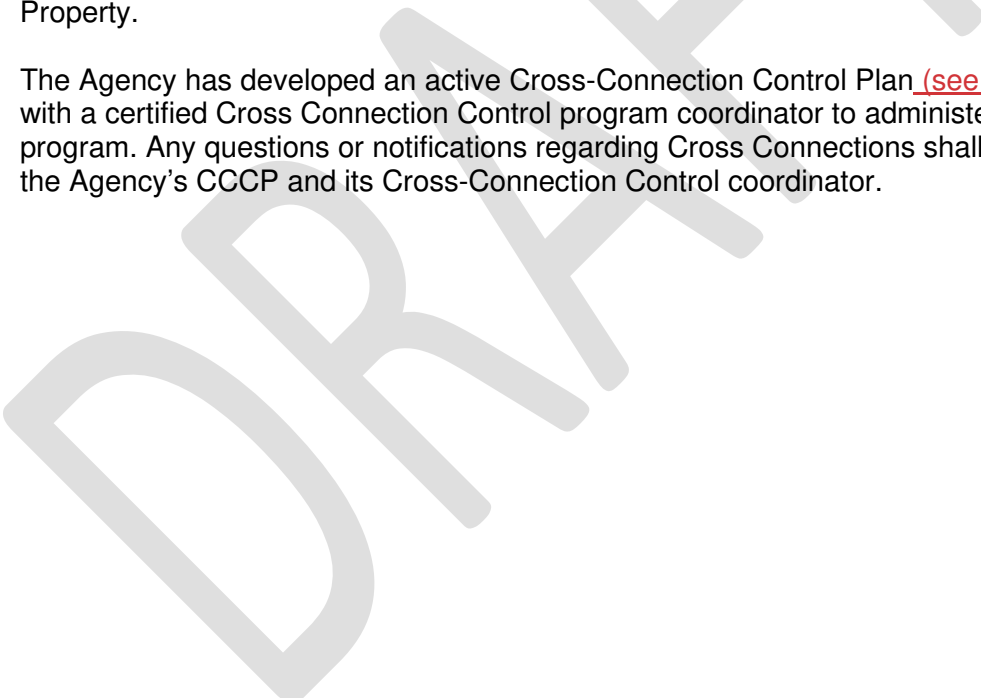 Property.
The Agency has developed an active Cross-Connection Control Plan (see
with a certified Cross Connection Control program coordinator to administe
program. Any questions or notifications regarding Cross Connections shall
the Agency’s CCCP and its Cross-Connection Control coordinator.
DRAF